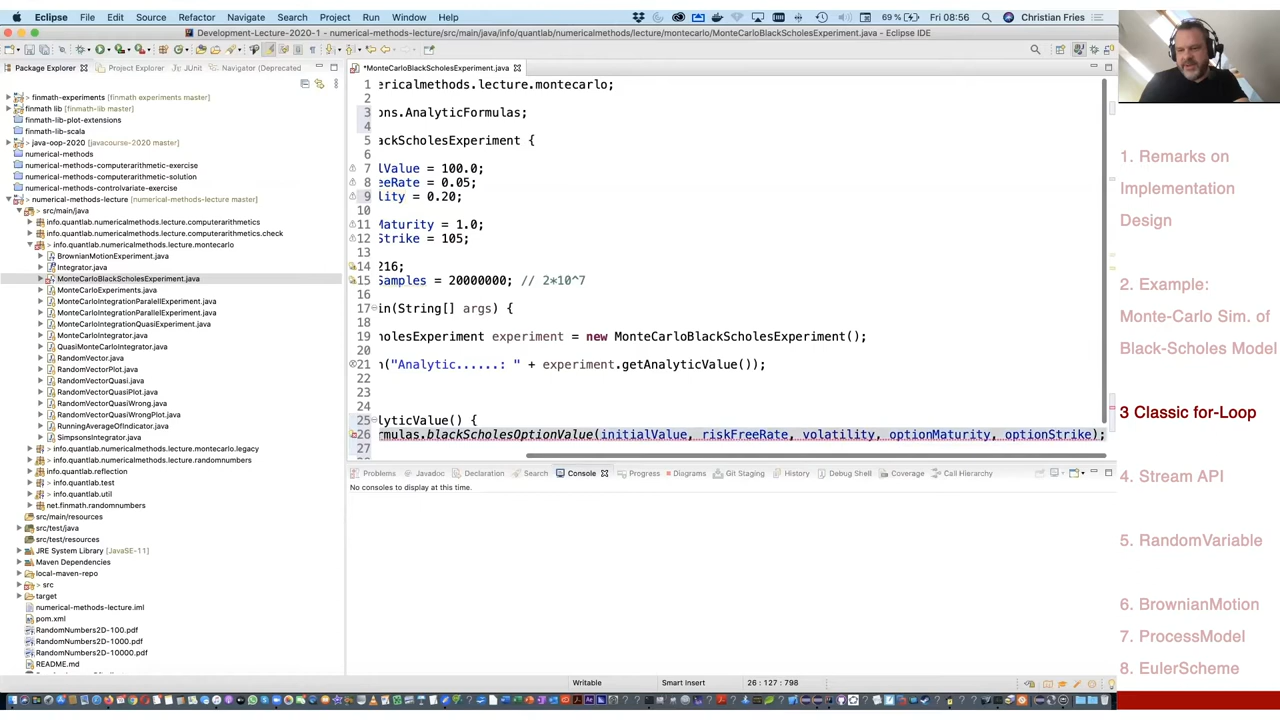 Eclipse File Edit Source Refactor Navigate Search Project Run Window Help 69 % Fri 08:56 Christian Fries
Development-Lecture-2020-1 - numerical-methods-lecture/src/main/java/info/quantlab/numericalmethods/lecture/montecarlo/MonteCarloBlackScholesExperiment.java - Eclipse IDE
Package Explorer Project Explorer JUnit Navigator (Deprecated
*MonteCarloBlackScholesExperiment.java
> finmath-experiments [finmath experiments master]
> finmath lib [finmath-lib master]
finmath-lib-plot-extensions
finmath-lib-scala
> java-oop-2020 [javacourse-2020 master]
numerical-methods
numerical-methods-computerarithmetic-exercise
numerical-methods-computerarithmetic-solution
numerical-methods-controlvariate-exercise
> numerical-methods-lecture [numerical-methods-lecture master]
> src/main/java
info.quantlab.numericalmethods.lecture.computerarithmetics
info.quantlab.numericalmethods.lecture.computerarithmetics.check
> info.quantlab.numericalmethods.lecture.montecarlo
BrownianMotionExperiment.java
Integrator.java
MonteCarloBlackScholesExperiment.java
MonteCarloExperiments.java
MonteCarloIntegrationParallelExperiment.java
MonteCarloIntegrationParpellExperiment.java
MonteCarloIntegrationQuasiExperiment.java
MonteCarloIntegrator.java
QuasiMonteCarloIntegrator.java
RandomVector.java
RandomVectorPlot.java
RandomVectorQuasi.java
RandomVectorQuasiPlot.java
RandomVectorQuasiWrong.java
RandomVectorQuasiWrongPlot.java
RunningAverageOfIndicator.java
SimpsonsIntegrator.java
info.quantlab.numericalmethods.lecture.montecarlo.legacy
info.quantlab.numericalmethods.lecture.randomnumbers
info.quantlab.reflection
info.quantlab.test
info.quantlab.util
net.finmath.randomnumbers
src/main/resources
src/test/java
src/test/resources
JRE System Library [JavaSE-11]
Maven Dependencies
local-maven-repo
> src
target
numerical-methods-lecture.iml
pom.xml
RandomNumbers2D-100.pdf
RandomNumbers2D-1000.pdf
RandomNumbers2D-10000.pdf
README.md
1 ericalmethods.lecture.montecarlo;
2
3 ons.AnalyticFormulas;
4
5 ackScholesExperiment {
6
7 lValue = 100.0;
8 eeRate = 0.05;
9 lity = 0.20;
10
11 Maturity = 1.0;
12 Strike = 105;
13
14 216;
15 Samples = 20000000; // 2*10^7
16
17 in(String[] args) {
18
19 holesExperiment experiment = new MonteCarloBlackScholesExperiment();
20
21 n("Analytic......: " + experiment.getAnalyticValue());
22
23
24
25 lyticValue() {
26 rmulas.blackScholesOptionValue(initialValue, riskFreeRate, volatility, optionMaturity, optionStrike);
27
Problems Javadoc Declaration Search Console Progress Diagrams Git Staging History Debug Shell Coverage Call Hierarchy
No consoles to display at this time.
Writable Smart Insert 26 : 127 : 798
1. Remarks on
Implementation
Design
2. Example:
Monte-Carlo Sim. of
Black-Scholes Model
3 Classic for-Loop
4. Stream API
5. RandomVariable
6. BrownianMotion
7. ProcessModel
8. EulerScheme